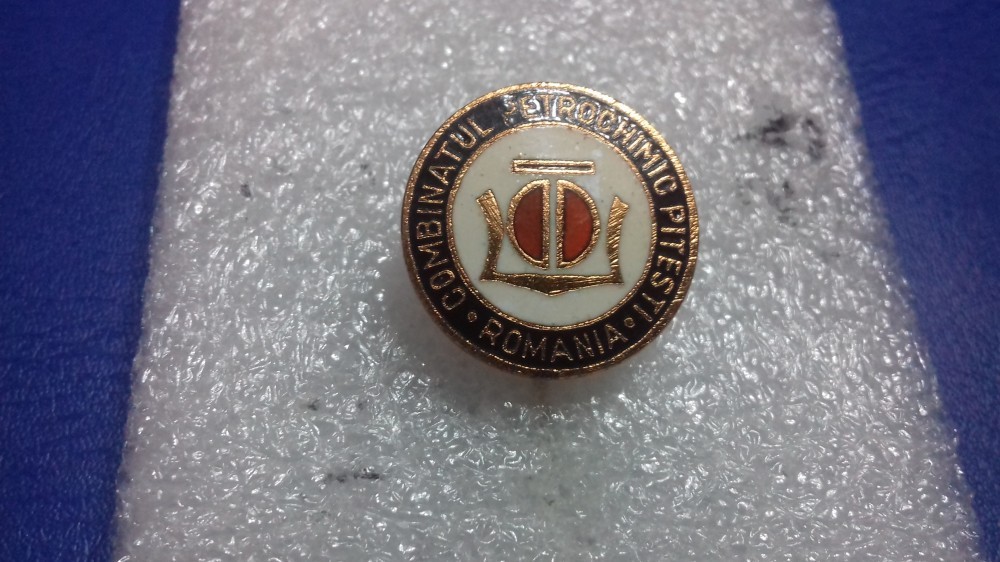 COMBINATUL PETROCHIMIC PITESTI
• ROMANIA •